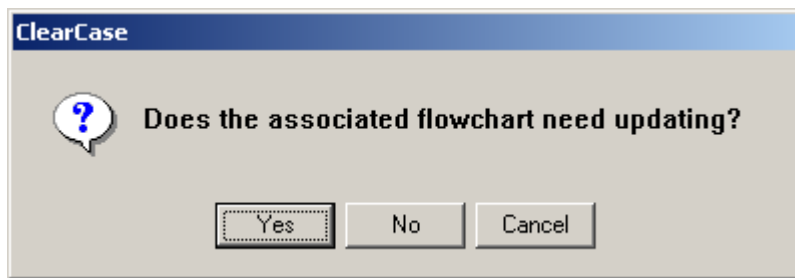 ClearCase
Does the associated flowchart need updating?
Yes No Cancel